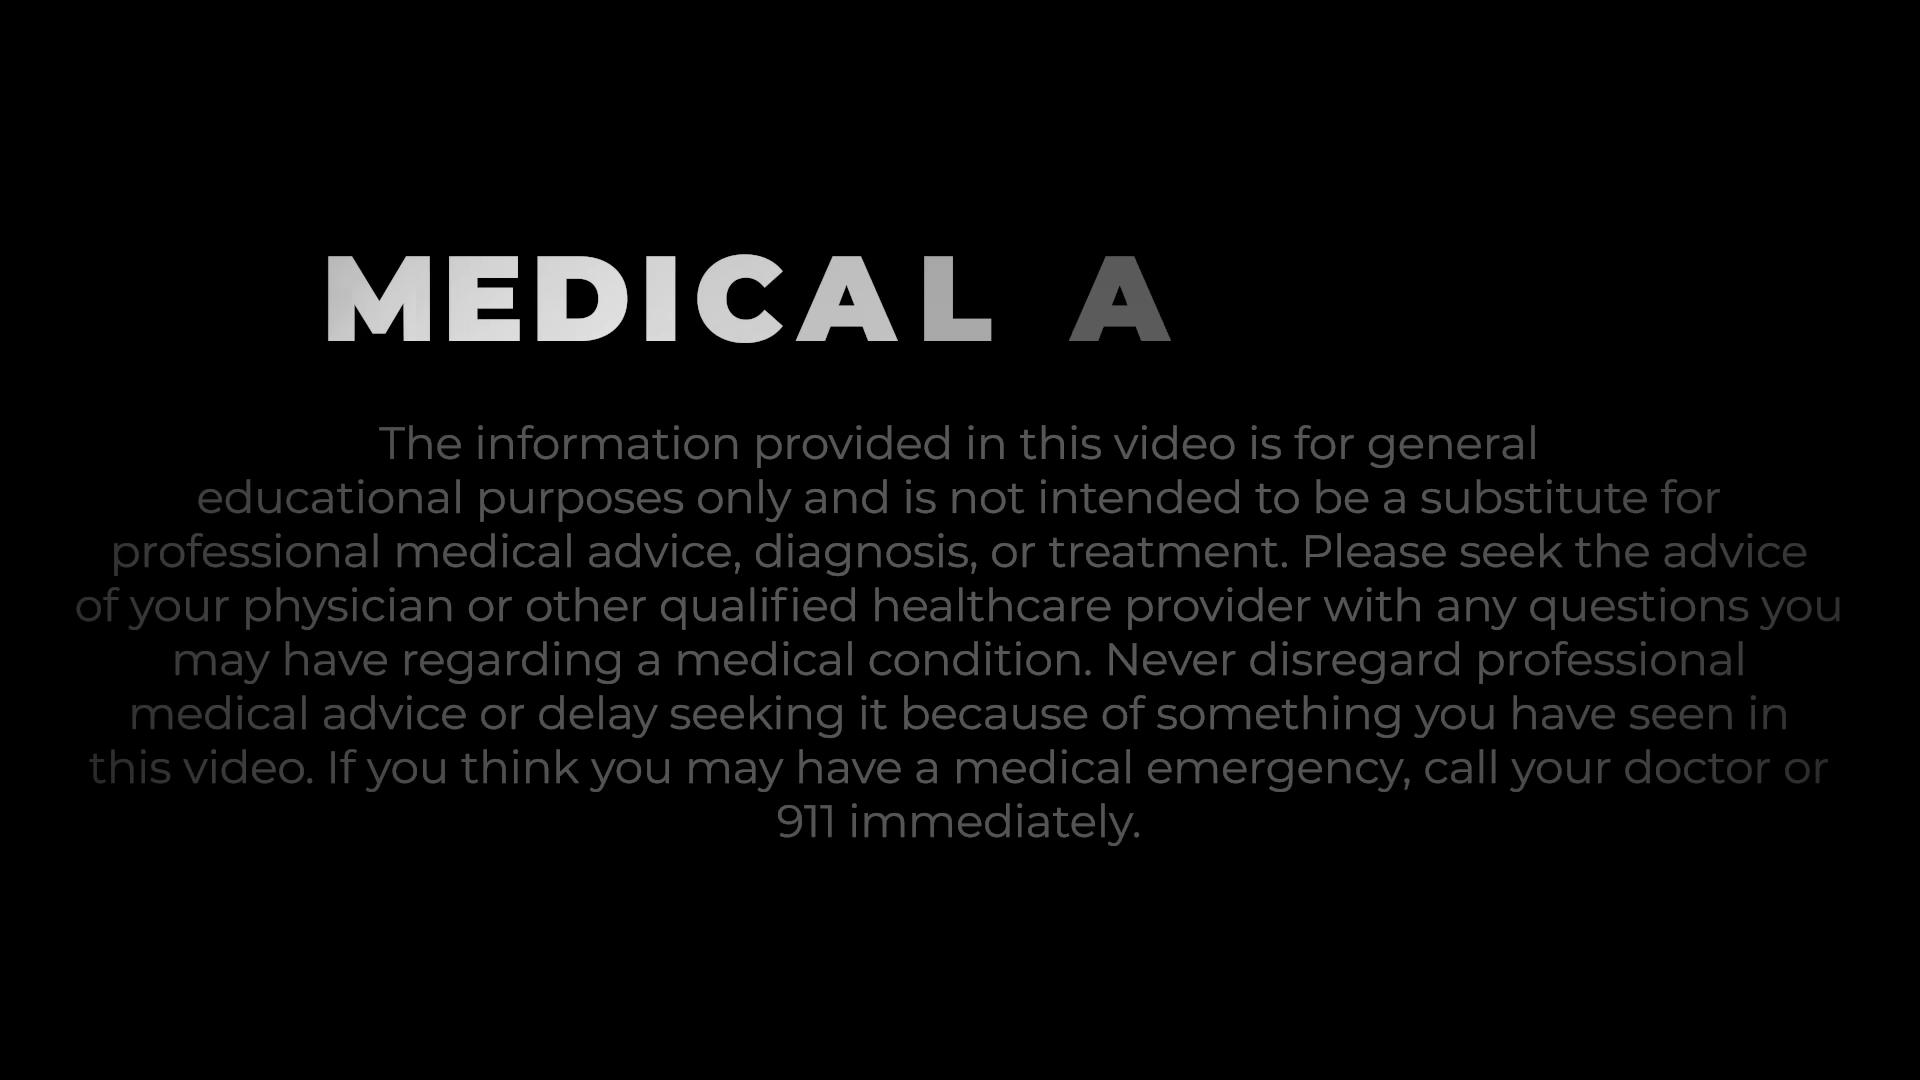 MEDICAL A
The information provided in this video is for general
educational purposes only and is not intended to be a substitute for
professional medical advice, diagnosis, or treatment. Please seek the advice
of your physician or other qualified healthcare provider with any questions you
may have regarding a medical condition. Never disregard professional
medical advice or delay seeking it because of something you have seen in
this video. If you think you may have a medical emergency, call your doctor or
911 immediately.